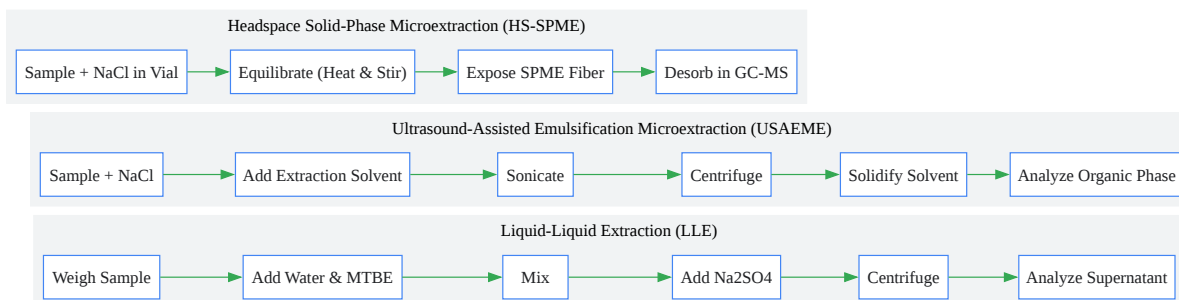 Headspace Solid-Phase Microextraction (HS-SPME)
Sample + NaCl in Vial
Equilibrate (Heat & Stir)
Expose SPME Fiber
Desorb in GC-MS
Ultrasound-Assisted Emulsification Microextraction (USAEME)
Sample + NaCl
Add Extraction Solvent
Sonicate
Centrifuge
Solidify Solvent
Analyze Organic Phase
Liquid-Liquid Extraction (LLE)
Weigh Sample
Add Water & MTBE
Mix
Add Na2SO4
Centrifuge
Analyze Supernatant